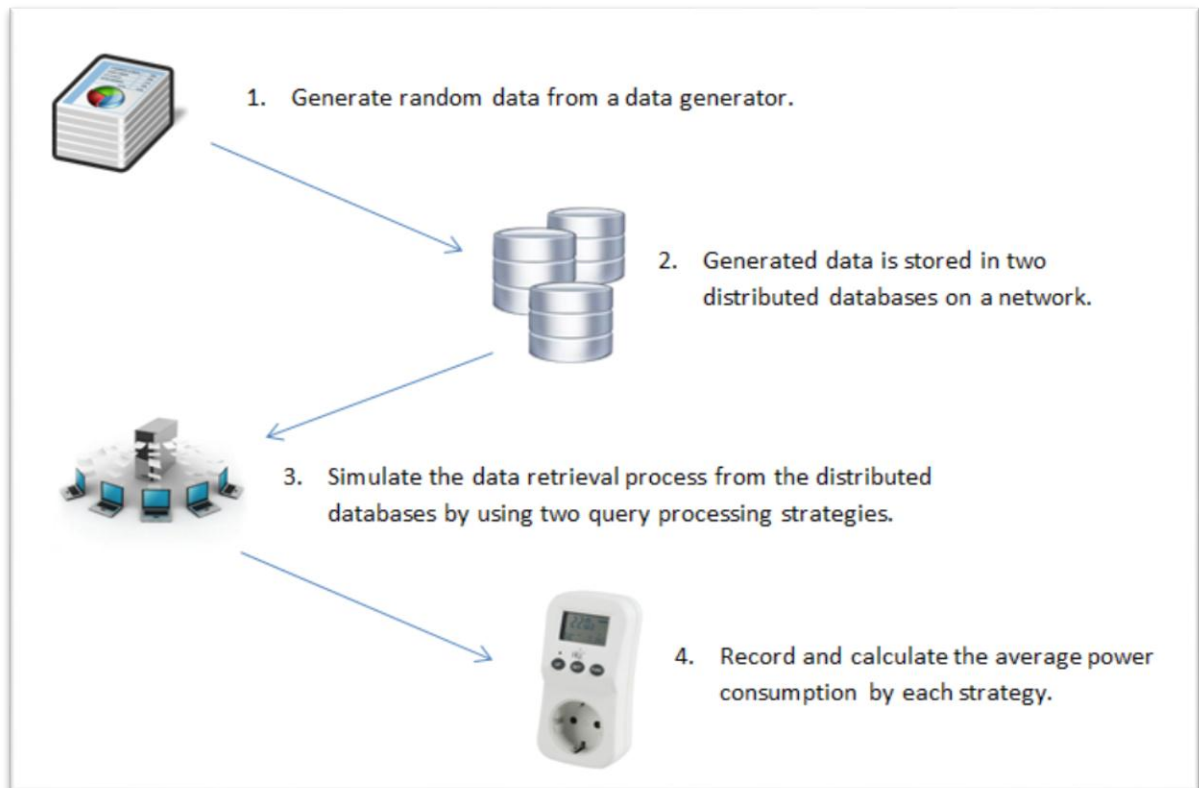 1. Generate random data from a data generator.
2. Generated data is stored in two
distributed databases on a network.
3. Simulate the data retrieval process from the distributed
databases by using two query processing strategies.
4. Record and calculate the average power
consumption by each strategy.